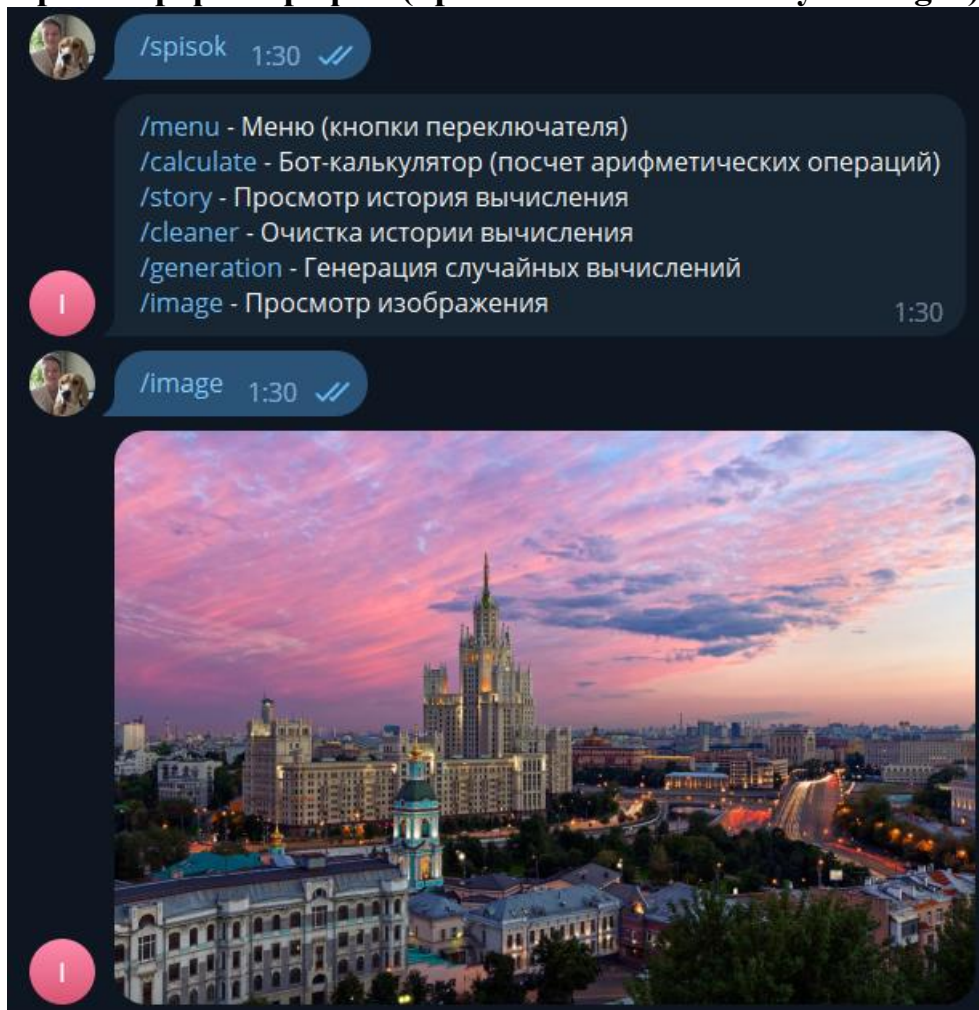 /spisok 1:30
/menu - Меню (кнопки переключателя)
/calculate - Бот-калькулятор (посчет арифметических операций)
/story - Просмотр история вычисления
/cleaner - Очистка истории вычисления
/generation - Генерация случайных вычислений
/image - Просмотр изображения
1:30
I
/image 1:30
I